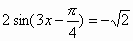 2 sin(3x − π/4) = −√2